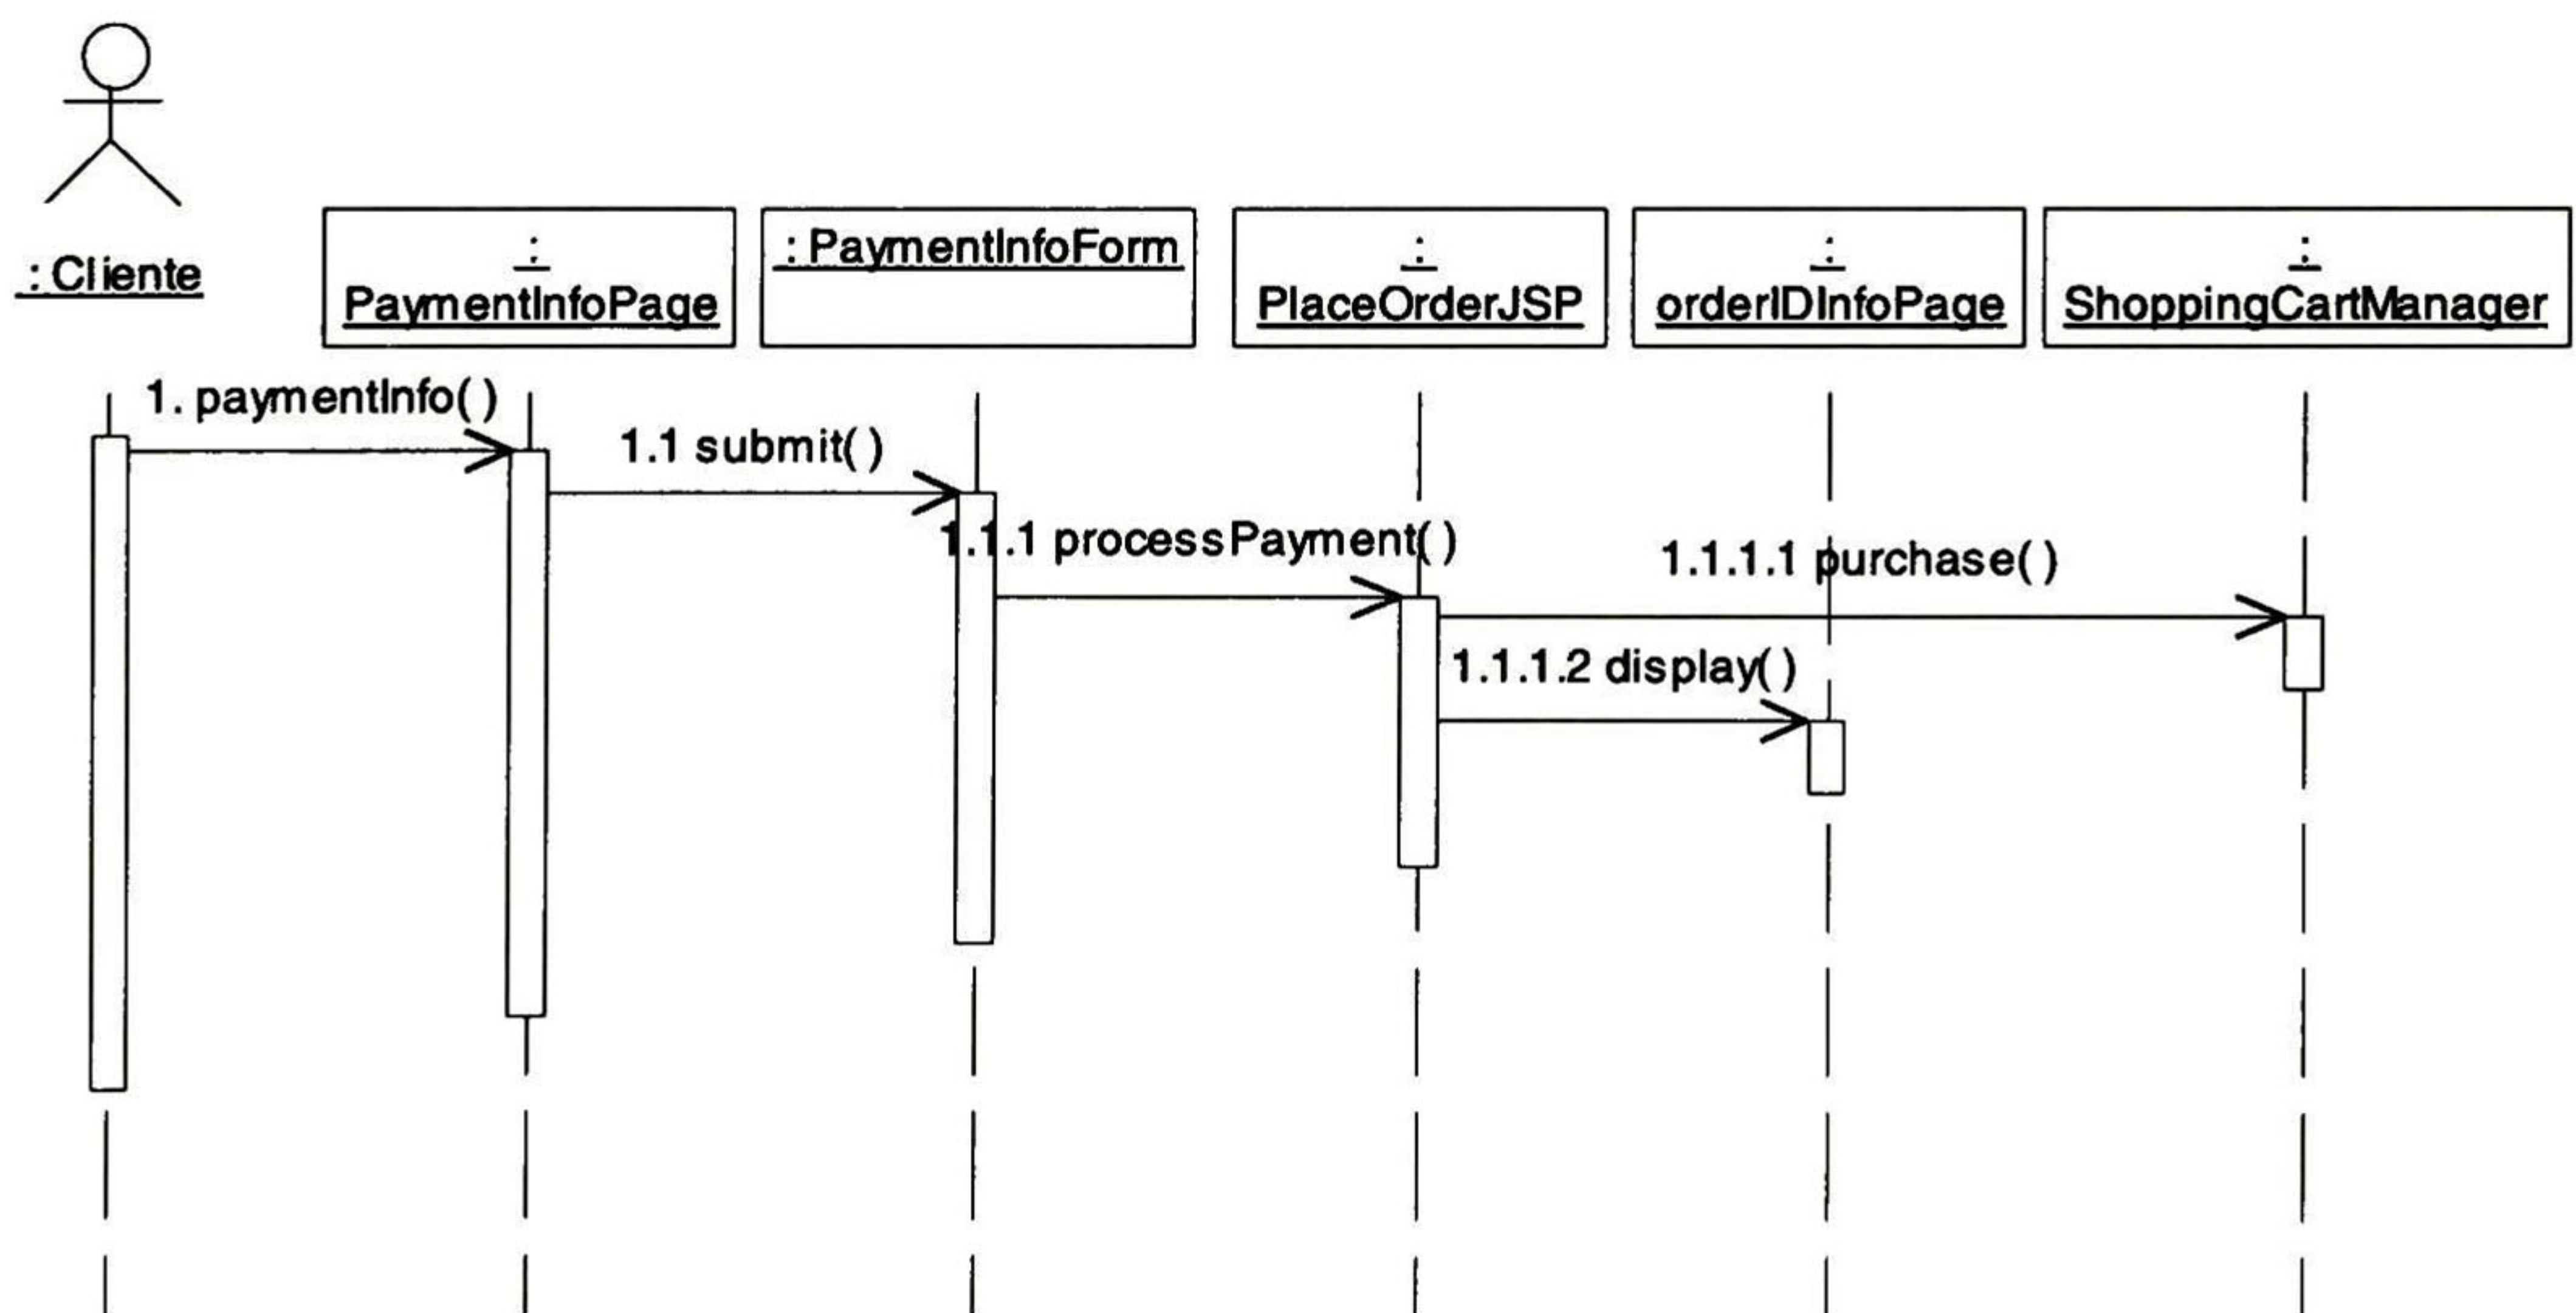 : Cliente
:
PaymentInfoPage
: PaymentInfoForm
:
PlaceOrderJSP
:
orderIDInfoPage
:
ShoppingCartManager
1. paymentInfo( )
1.1 submit( )
1.1.1 processPayment( )
1.1.1.1 purchase( )
1.1.1.2 display( )